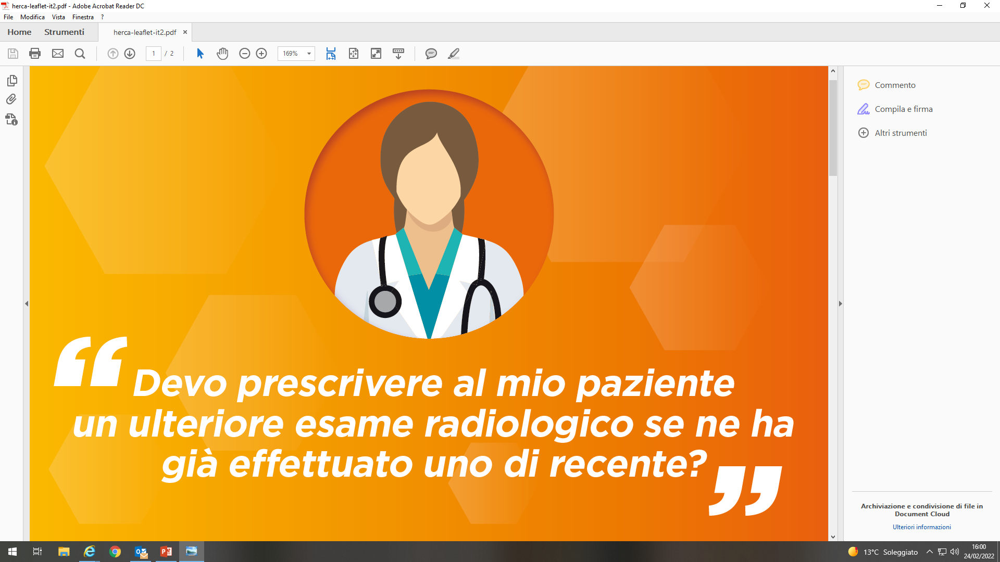 herca-leaflet-it2.pdf - Adobe Acrobat Reader DC
File Modifica Vista Finestra ?
Home Strumenti herca-leaflet-it2.pdf ×
1 / 2 169%
Commento
Compila e firma
Altri strumenti
“Devo prescrivere al mio paziente
un ulteriore esame radiologico se ne ha
già effettuato uno di recente?”
Archiviazione e condivisione di file in
Document Cloud
Ulteriori informazioni
13°C Soleggiato
16:00
24/02/2022